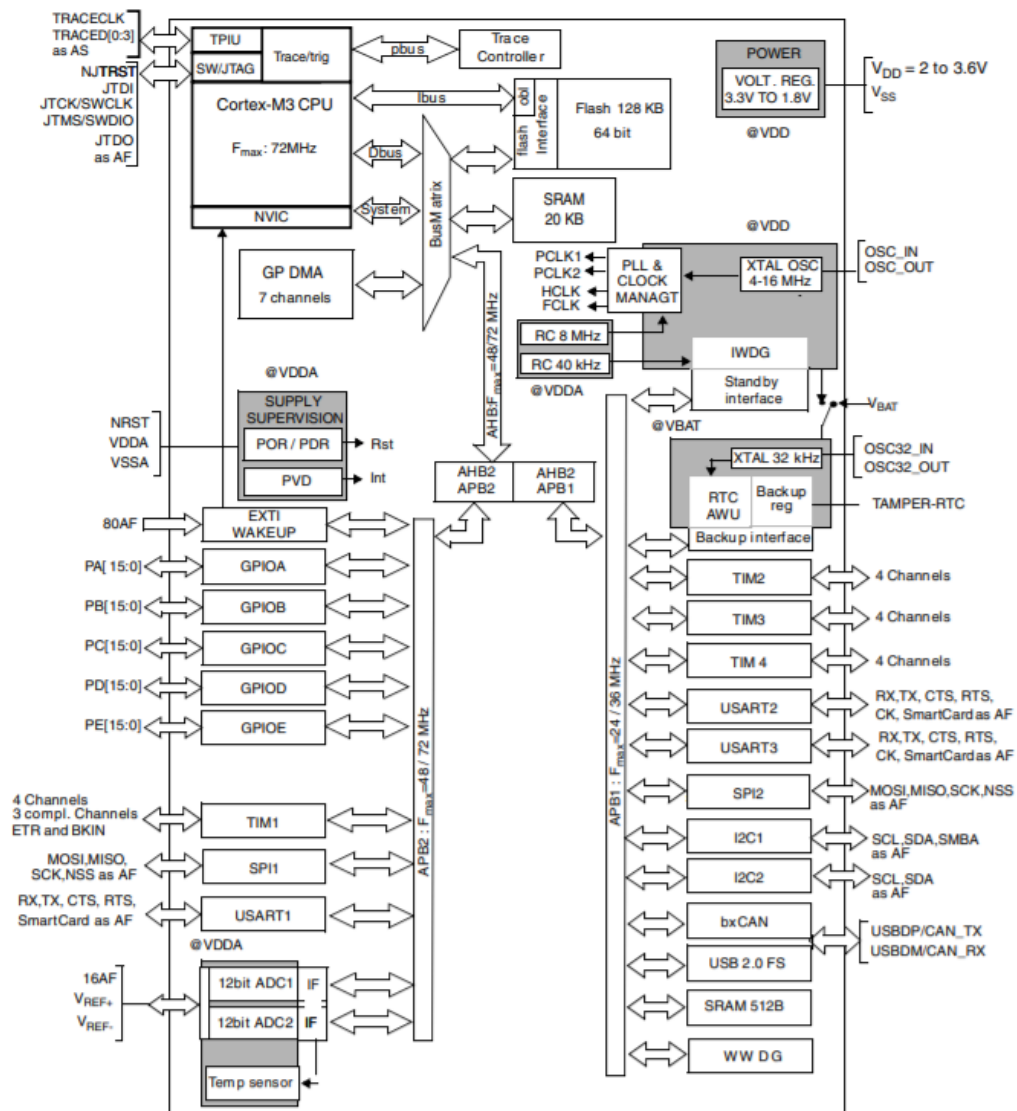 TRACECLK
TRACED[0:3]
as AS
NJTRST
JTDI
JTCK/SWCLK
JTMS/SWDIO
JTDO
as AF
TPIU
SW/JTAG
Trace/trig
Cortex-M3 CPU
Fmax: 72MHz
NVIC
pbus
Trace
Controller
Ibus
Dbus
System
BusMatrix
obl
flash
Interface
Flash 128 KB
64 bit
SRAM
20 KB
POWER
VOLT. REG.
3.3V TO 1.8V
@VDD
VDD = 2 to 3.6V
VSS
GP DMA
7 channels
AHB:Fmax=48/72 MHz
PCLK1
PCLK2
HCLK
FCLK
PLL &
CLOCK
MANAGT
@VDD
XTAL OSC
4-16 MHz
OSC_IN
OSC_OUT
RC 8 MHz
RC 40 kHz
@VDDA
IWDG
Standby
interface
VBAT
@VBAT
@VDDA
SUPPLY
SUPERVISION
POR / PDR
PVD
Rst
Int
NRST
VDDA
VSSA
AHB2
APB2
AHB2
APB1
XTAL 32 kHz
OSC32_IN
OSC32_OUT
RTC
AWU
Backup
reg
TAMPER-RTC
Backup interface
80AF
EXTI
WAKEUP
PA[ 15:0]
GPIOA
PB[15:0]
GPIOB
PC[15:0]
GPIOC
PD[15:0]
GPIOD
PE[15:0]
GPIOE
4 Channels
3 compl. Channels
ETR and BKIN
TIM1
MOSI,MISO,
SCK,NSS as AF
SPI1
RX,TX, CTS, RTS,
SmartCard as AF
USART1
@VDDA
16AF
VREF+
VREF-
12bit ADC1
IF
12bit ADC2
IF
Temp sensor
APB2 : Fmax=48 / 72 MHz
APB1 : Fmax=24 / 36 MHz
TIM2
4 Channels
TIM3
4 Channels
TIM 4
4 Channels
USART2
RX,TX, CTS, RTS,
CK, SmartCard as AF
USART3
RX,TX, CTS, RTS,
CK, SmartCard as AF
SPI2
MOSI,MISO,SCK,NSS
as AF
I2C1
SCL,SDA,SMBA
as AF
I2C2
SCL,SDA
as AF
bxCAN
USBDP/CAN_TX
USBDM/CAN_RX
USB 2.0 FS
SRAM 512B
WW DG